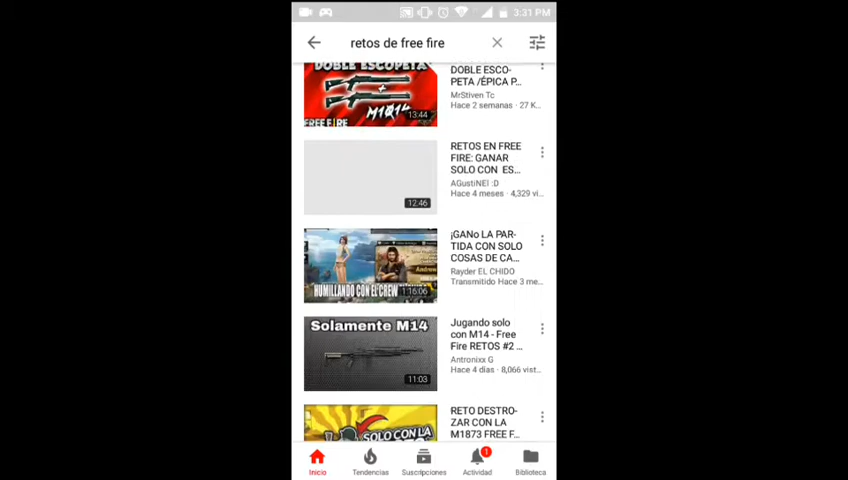 3:31 PM
retos de free fire
DOBLE ESCOPETA
M1014
FREE FIRE
13:44
DOBLE ESCO-
PETA /ÉPICA P...
MrStiven Tc
Hace 2 semanas · 27 K...
12:46
RETOS EN FREE
FIRE: GANAR
SOLO CON ES...
AGustiNEl :D
Hace 4 meses · 4,329 vi...
HUMILLANDO CON EL CREW
1:16:06
¡GANo LA PAR-
TIDA CON SOLO
COSAS DE CA...
Rayder EL CHIDO
Transmitido Hace 3 me...
Solamente M14
11:03
Jugando solo
con M14 - Free
Fire RETOS #2 ...
Antronixx G
Hace 4 días · 8,066 vist...
SOLO CON LA
RETO DESTRO-
ZAR CON LA
M1873 FREE F...
1
Inicio
Tendencias
Suscripciones
Actividad
Biblioteca